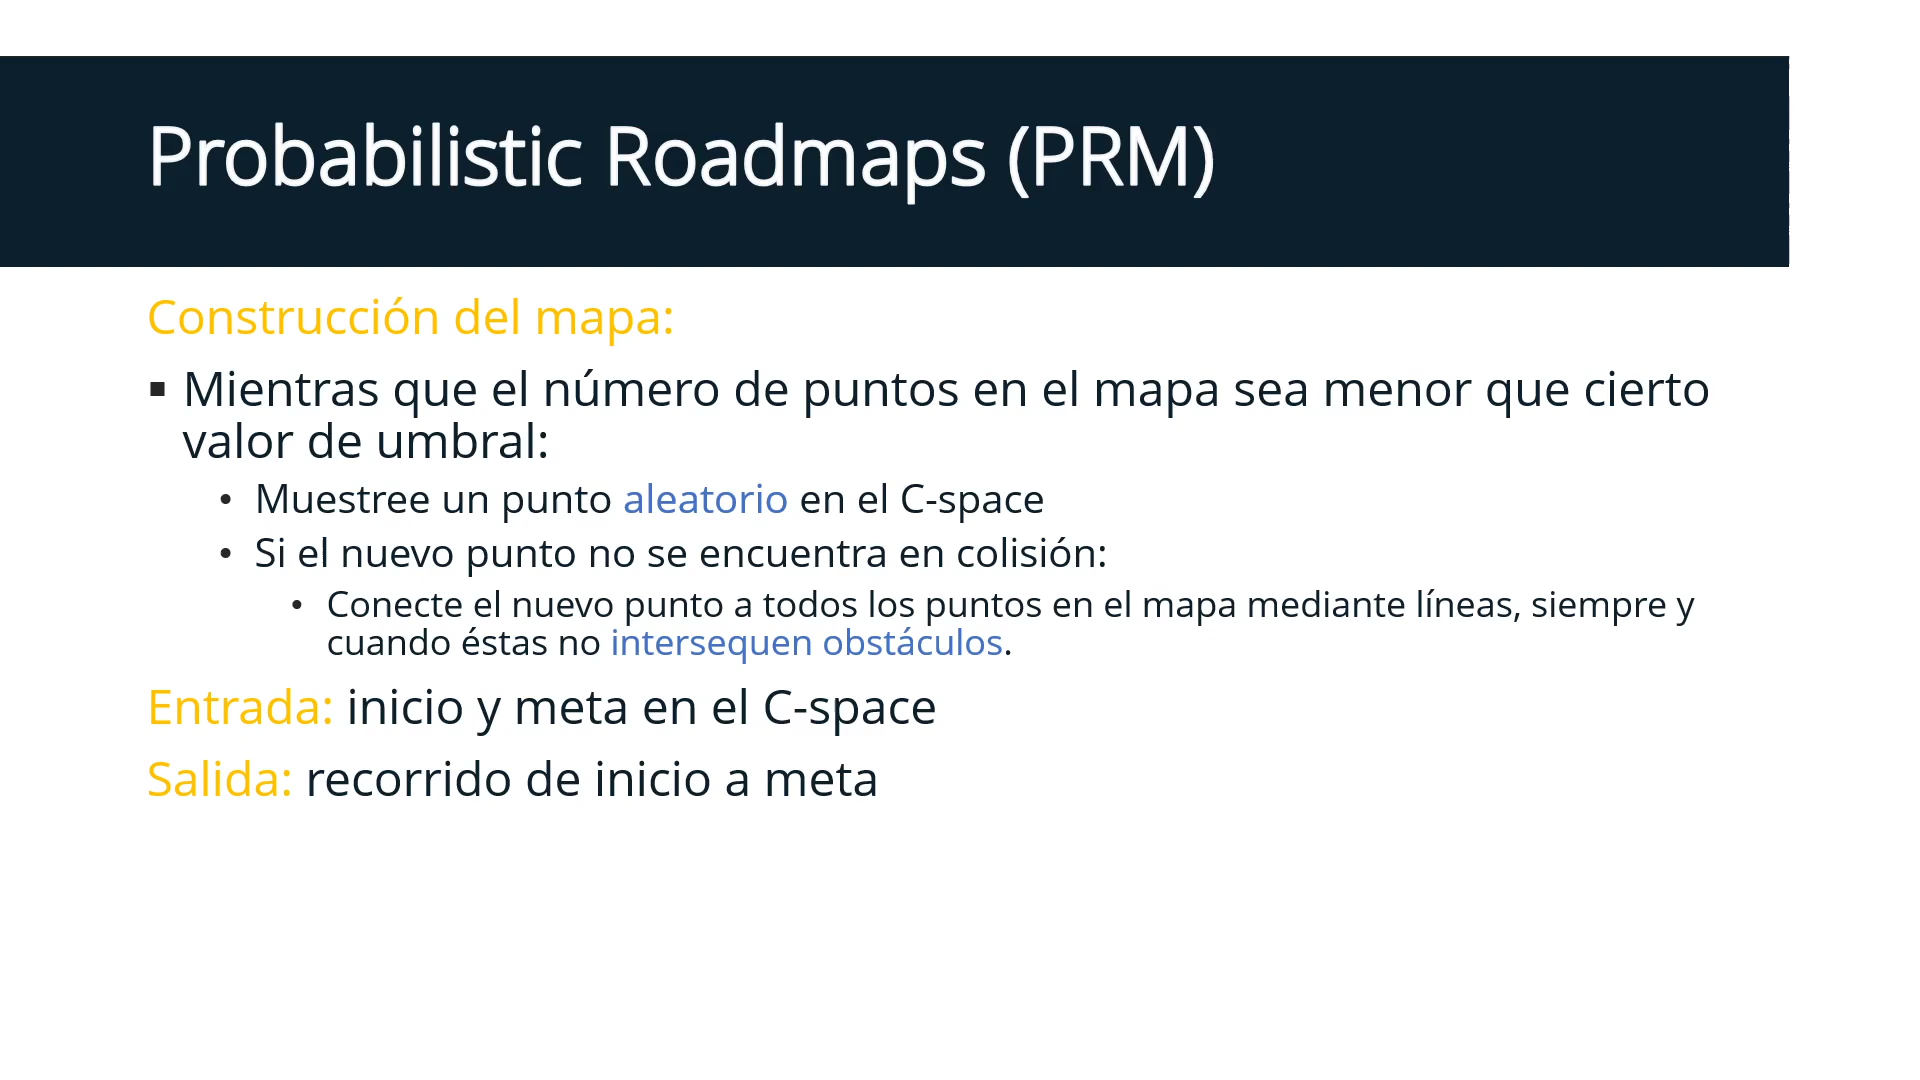 Probabilistic Roadmaps (PRM)
Construcción del mapa:
▪ Mientras que el número de puntos en el mapa sea menor que cierto
valor de umbral:
• Muestree un punto aleatorio en el C-space
• Si el nuevo punto no se encuentra en colisión:
• Conecte el nuevo punto a todos los puntos en el mapa mediante líneas, siempre y
cuando éstas no intersequen obstáculos.
Entrada: inicio y meta en el C-space
Salida: recorrido de inicio a meta